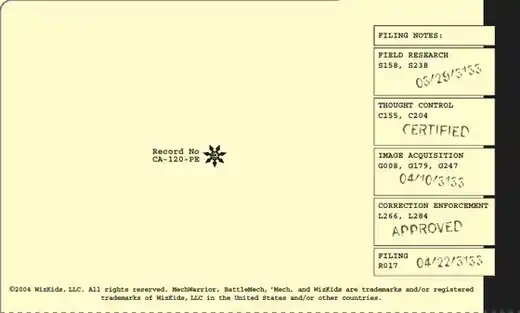 FILING NOTES:
FIELD RESEARCH
S158, S238
03/29/3133
THOUGHT CONTROL
C155, C204
CERTIFIED
Record No
CA-120-PE
IMAGE ACQUISITION
G008, G179, G247
04/10/3133
CORRECTION ENFORCEMENT
L266, L284
APPROVED
FILING
R017
04/22/3133
©2004 WizKids, LLC. All rights reserved. MechWarrior, BattleMech, 'Mech, and WizKids are trademarks and/or registered
trademarks of WizKids, LLC in the United States and/or other countries.